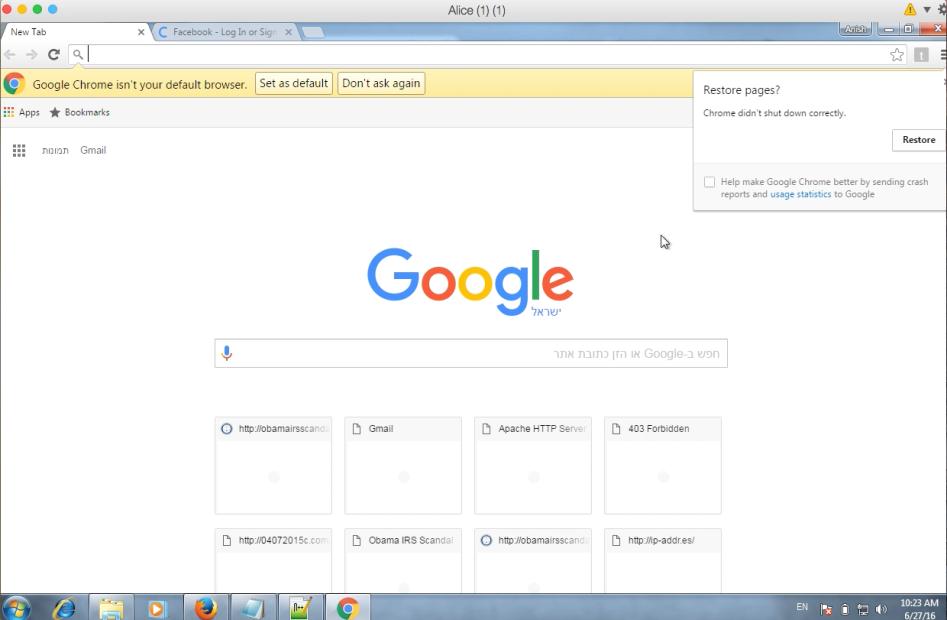 Alice (1) (1)
New Tab
Facebook - Log In or Sign
Anish
Google Chrome isn't your default browser.
Set as default
Don't ask again
Restore pages?
Chrome didn't shut down correctly.
Restore
Help make Google Chrome better by sending crash
reports and usage statistics to Google
Apps
Bookmarks
תמונות
Gmail
Google
ישראל
חפש ב-Google או הזן כתובת אתר
http://obamairsscanda
Gmail
Apache HTTP Server
403 Forbidden
http://04072015c.com
Obama IRS Scandal
http://obamairsscanda
http://ip-addr.es/
EN
10:23 AM
6/27/16